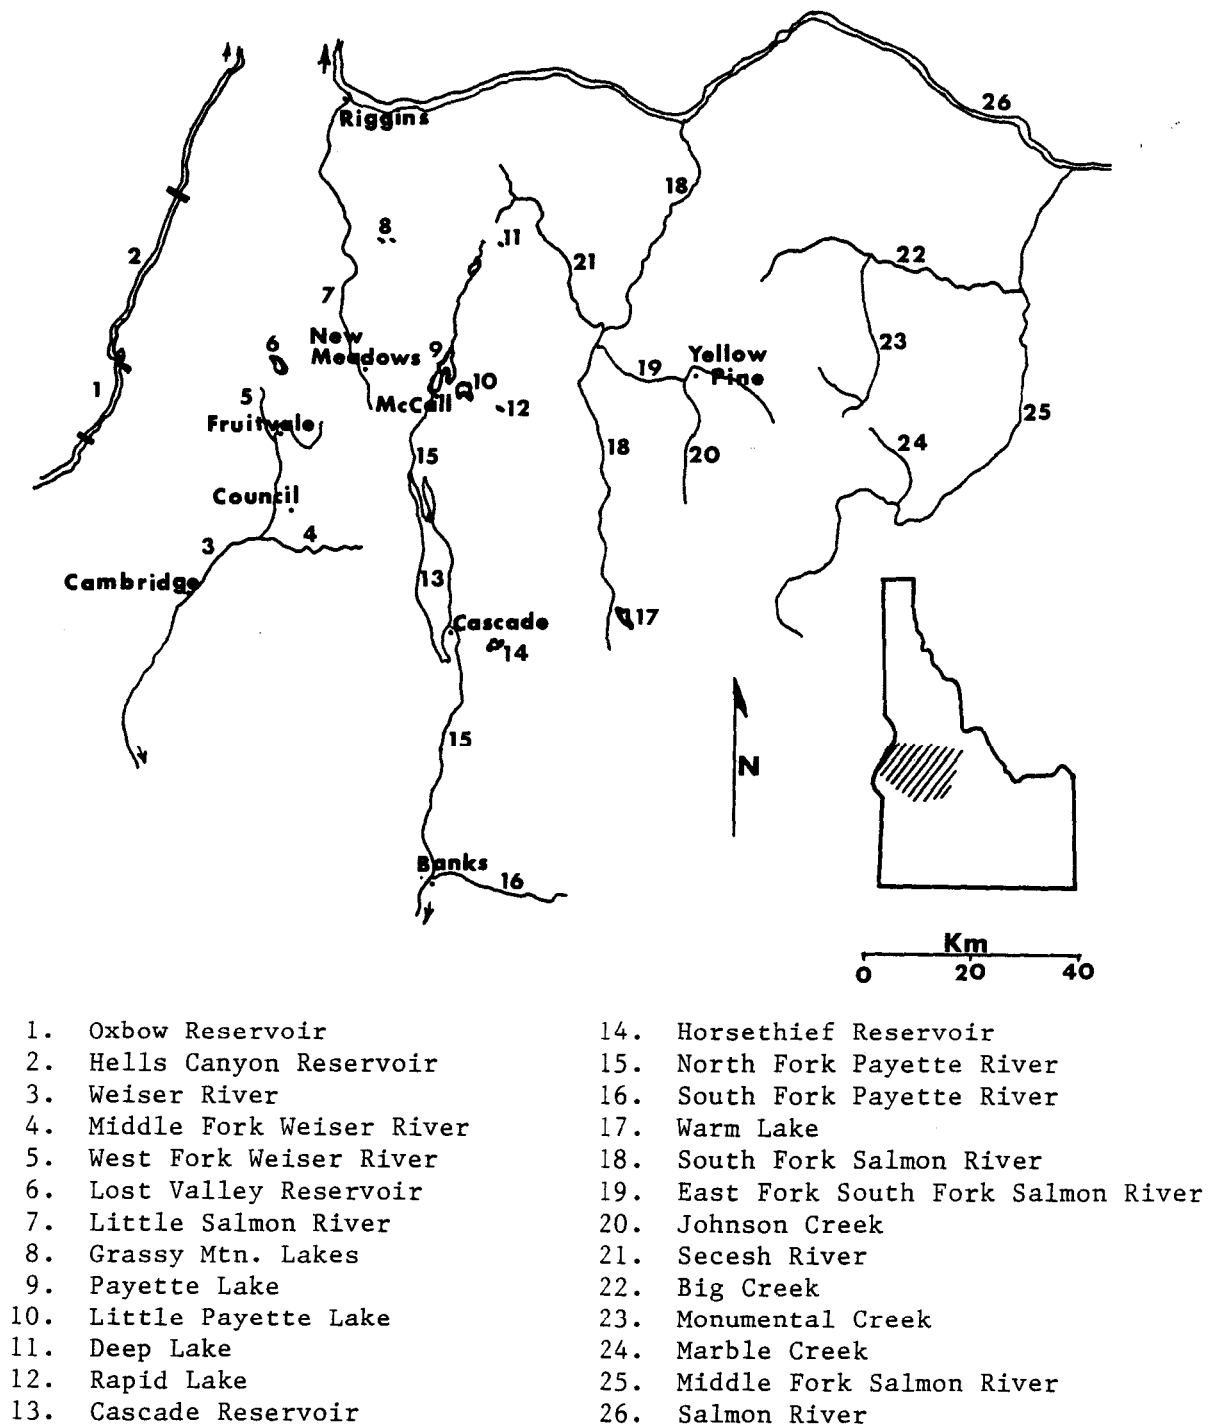 26
Riggins
18
8
11
2
21
22
7
New
Meadows
6
9
23
Yellow
Pine
19
1
5
McCall
10
12
25
Fruitvale
15
18
20
24
Council
3
4
13
Cambridge
Cascade
17
14
15
N
Banks
16
Km
0 20 40
1. Oxbow Reservoir
2. Hells Canyon Reservoir
3. Weiser River
4. Middle Fork Weiser River
5. West Fork Weiser River
6. Lost Valley Reservoir
7. Little Salmon River
8. Grassy Mtn. Lakes
9. Payette Lake
10. Little Payette Lake
11. Deep Lake
12. Rapid Lake
13. Cascade Reservoir
14. Horsethief Reservoir
15. North Fork Payette River
16. South Fork Payette River
17. Warm Lake
18. South Fork Salmon River
19. East Fork South Fork Salmon River
20. Johnson Creek
21. Secesh River
22. Big Creek
23. Monumental Creek
24. Marble Creek
25. Middle Fork Salmon River
26. Salmon River